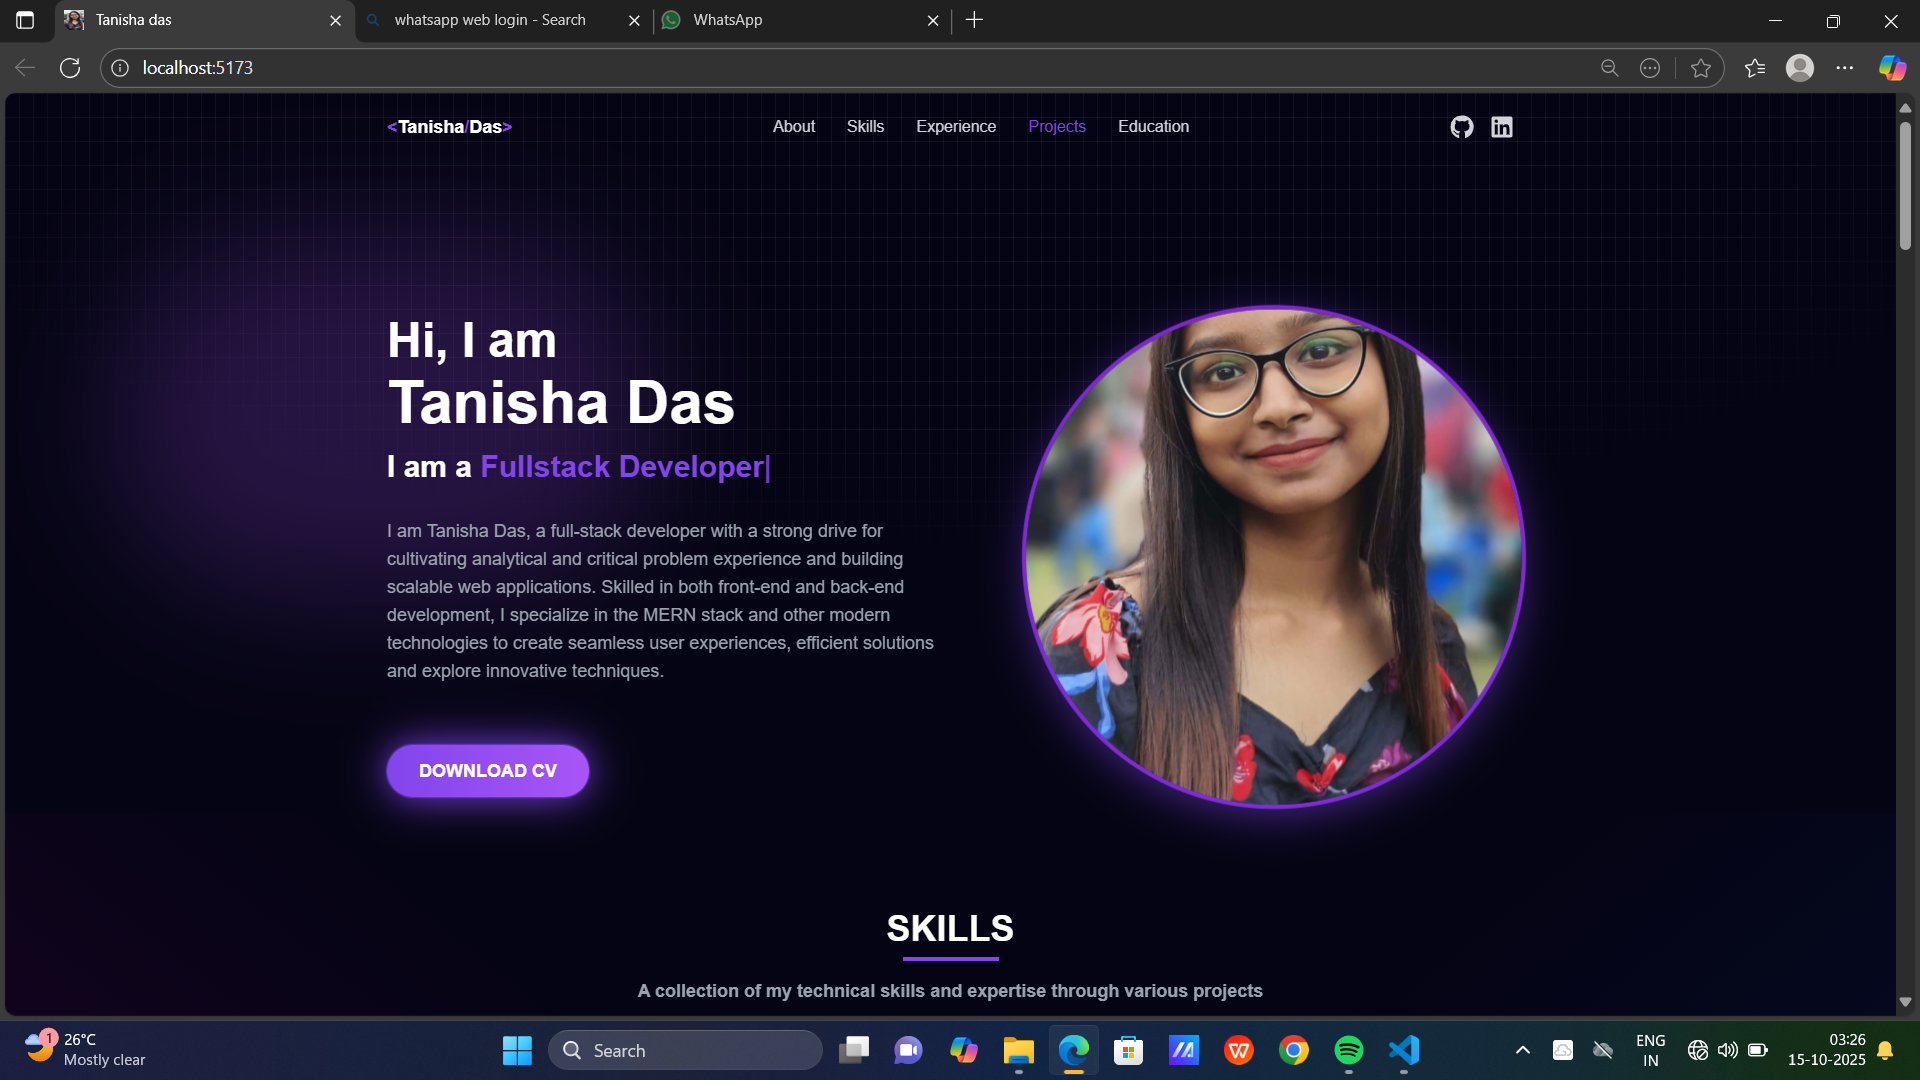 Tanisha das
whatsapp web login - Search
WhatsApp
localhost:5173
<Tanisha/Das>
About
Skills
Experience
Projects
Education
Hi, I am
Tanisha Das
I am a Fullstack Developer|
I am Tanisha Das, a full-stack developer with a strong drive for
cultivating analytical and critical problem experience and building
scalable web applications. Skilled in both front-end and back-end
development, I specialize in the MERN stack and other modern
technologies to create seamless user experiences, efficient solutions
and explore innovative techniques.
DOWNLOAD CV
SKILLS
A collection of my technical skills and expertise through various projects
1
26°C
Mostly clear
Search
ENG
IN
03:26
15-10-2025